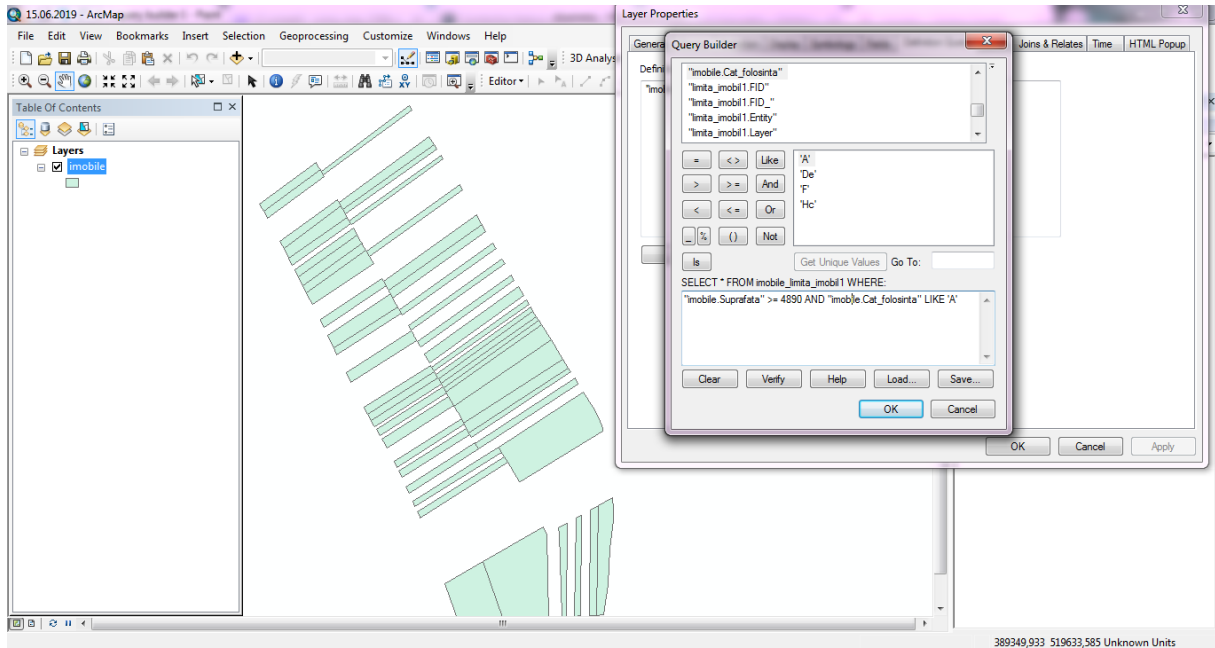 15.06.2019 - ArcMap
File Edit View Bookmarks Insert Selection Geoprocessing Customize Windows Help
3D Analys
Editor
Table Of Contents
Layers
imobile
Layer Properties
Genera
Joins & Relates Time HTML Popup
Defini
"imob
Query Builder
"imobile.Cat_folosinta"
"limita_imobil1.FID"
"limita_imobil1.FID_"
"limita_imobil1.Entity"
"limita_imobil1.Layer"
= < > Like
> > = And
< < = Or
_ % ( ) Not
Is
'A'
'De'
'F'
'Hc'
Get Unique Values Go To:
SELECT * FROM imobile_limita_imobil1 WHERE:
"imobile.Suprafata" >= 4890 AND "imobile.Cat_folosinta" LIKE 'A'
Clear Verify Help Load... Save...
OK Cancel
OK Cancel Apply
389349,933 519633,585 Unknown Units